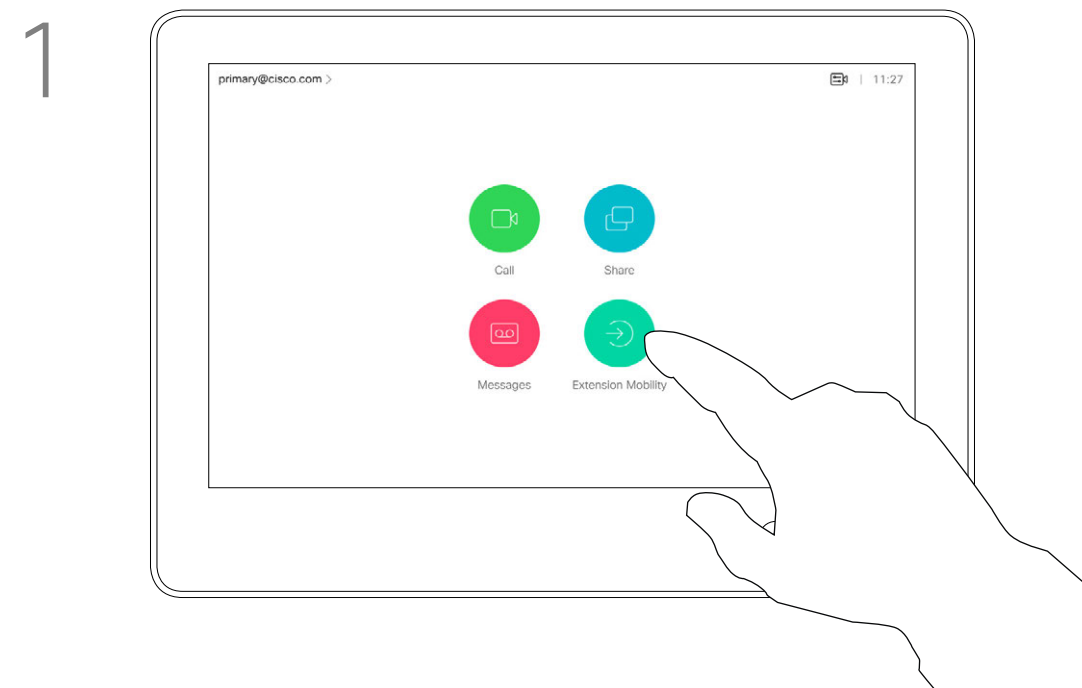 1
primary@cisco.com >
11:27
Call
Share
Messages
Extension Mobility